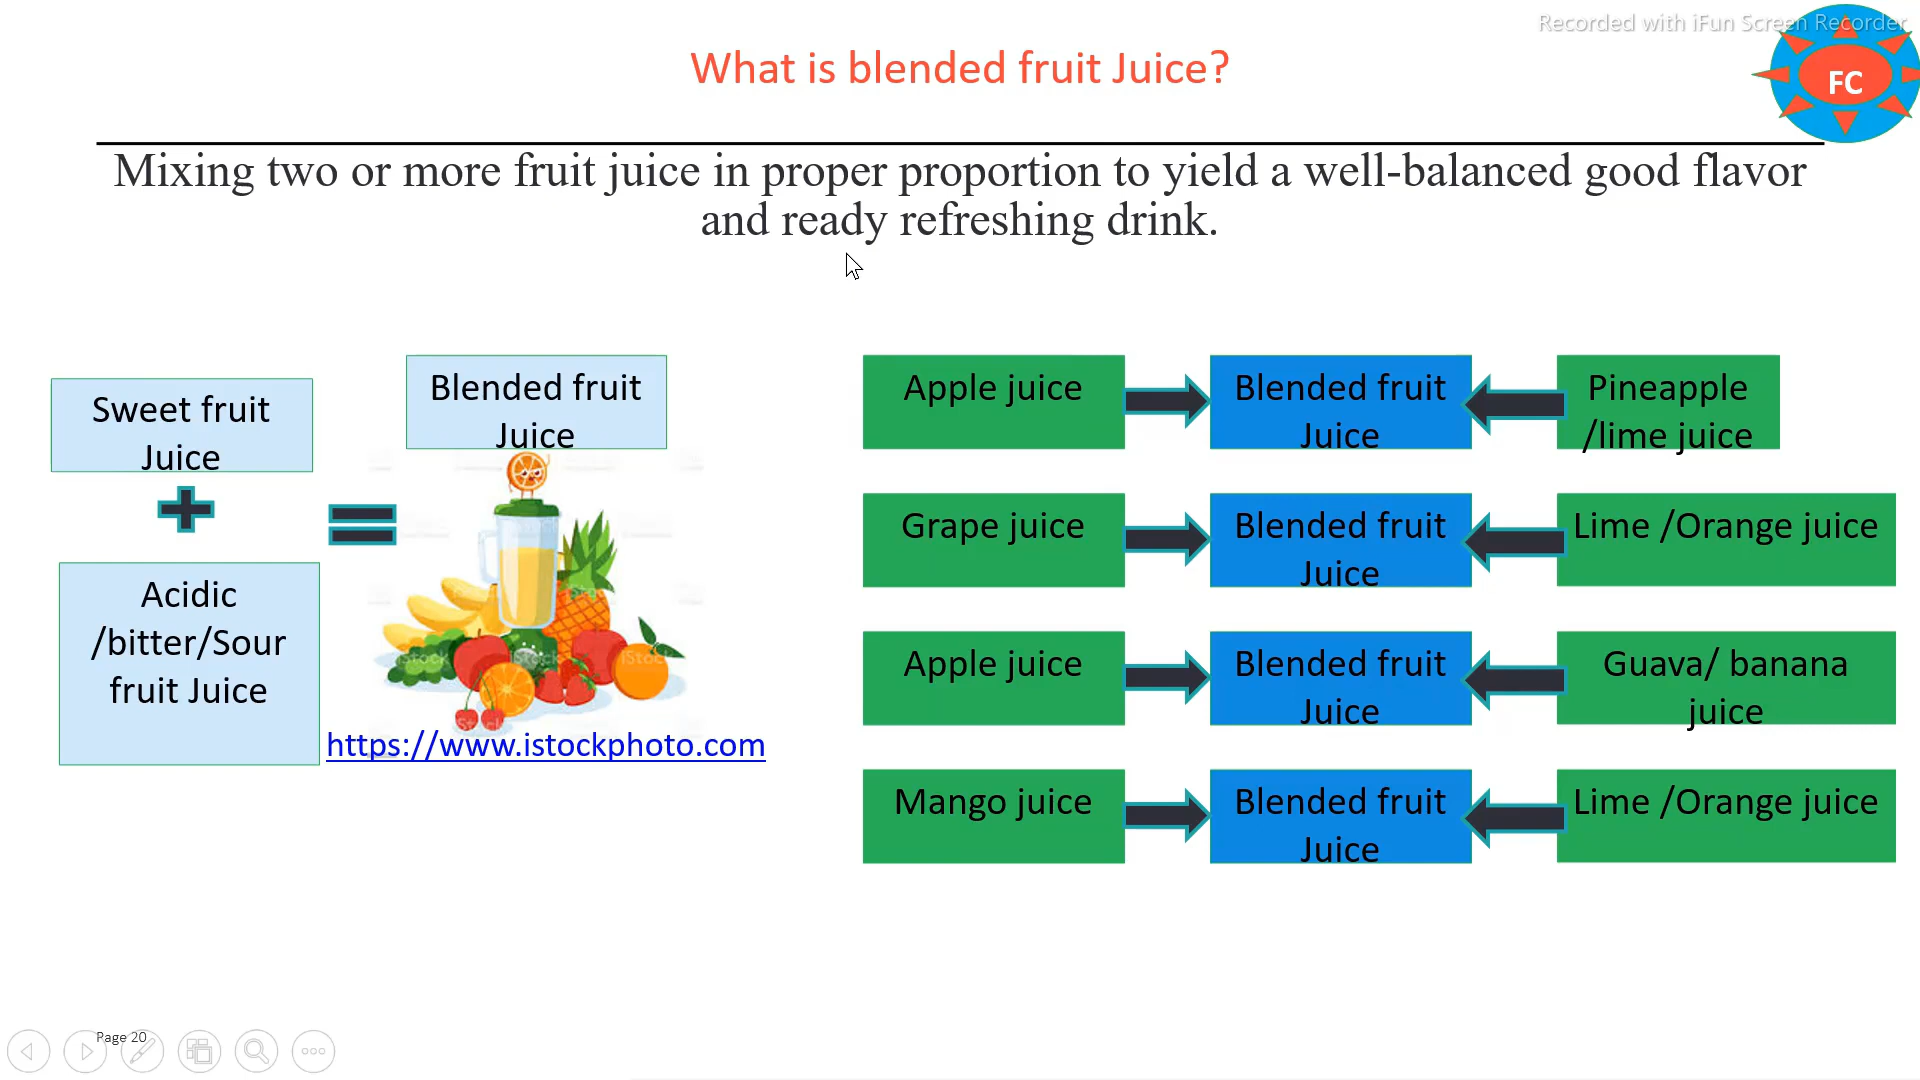 Recorded with iFun Screen Recorder
What is blended fruit Juice?
FC
Mixing two or more fruit juice in proper proportion to yield a well-balanced good flavor
and ready refreshing drink.
Sweet fruit
Juice
Acidic
/bitter/Sour
fruit Juice
Blended fruit
Juice
iStock
iStock
https://www.istockphoto.com
Apple juice
Blended fruit
Juice
Pineapple
/lime juice
Grape juice
Blended fruit
Juice
Lime /Orange juice
Apple juice
Blended fruit
Juice
Guava/ banana
juice
Mango juice
Blended fruit
Juice
Lime /Orange juice
Page 20